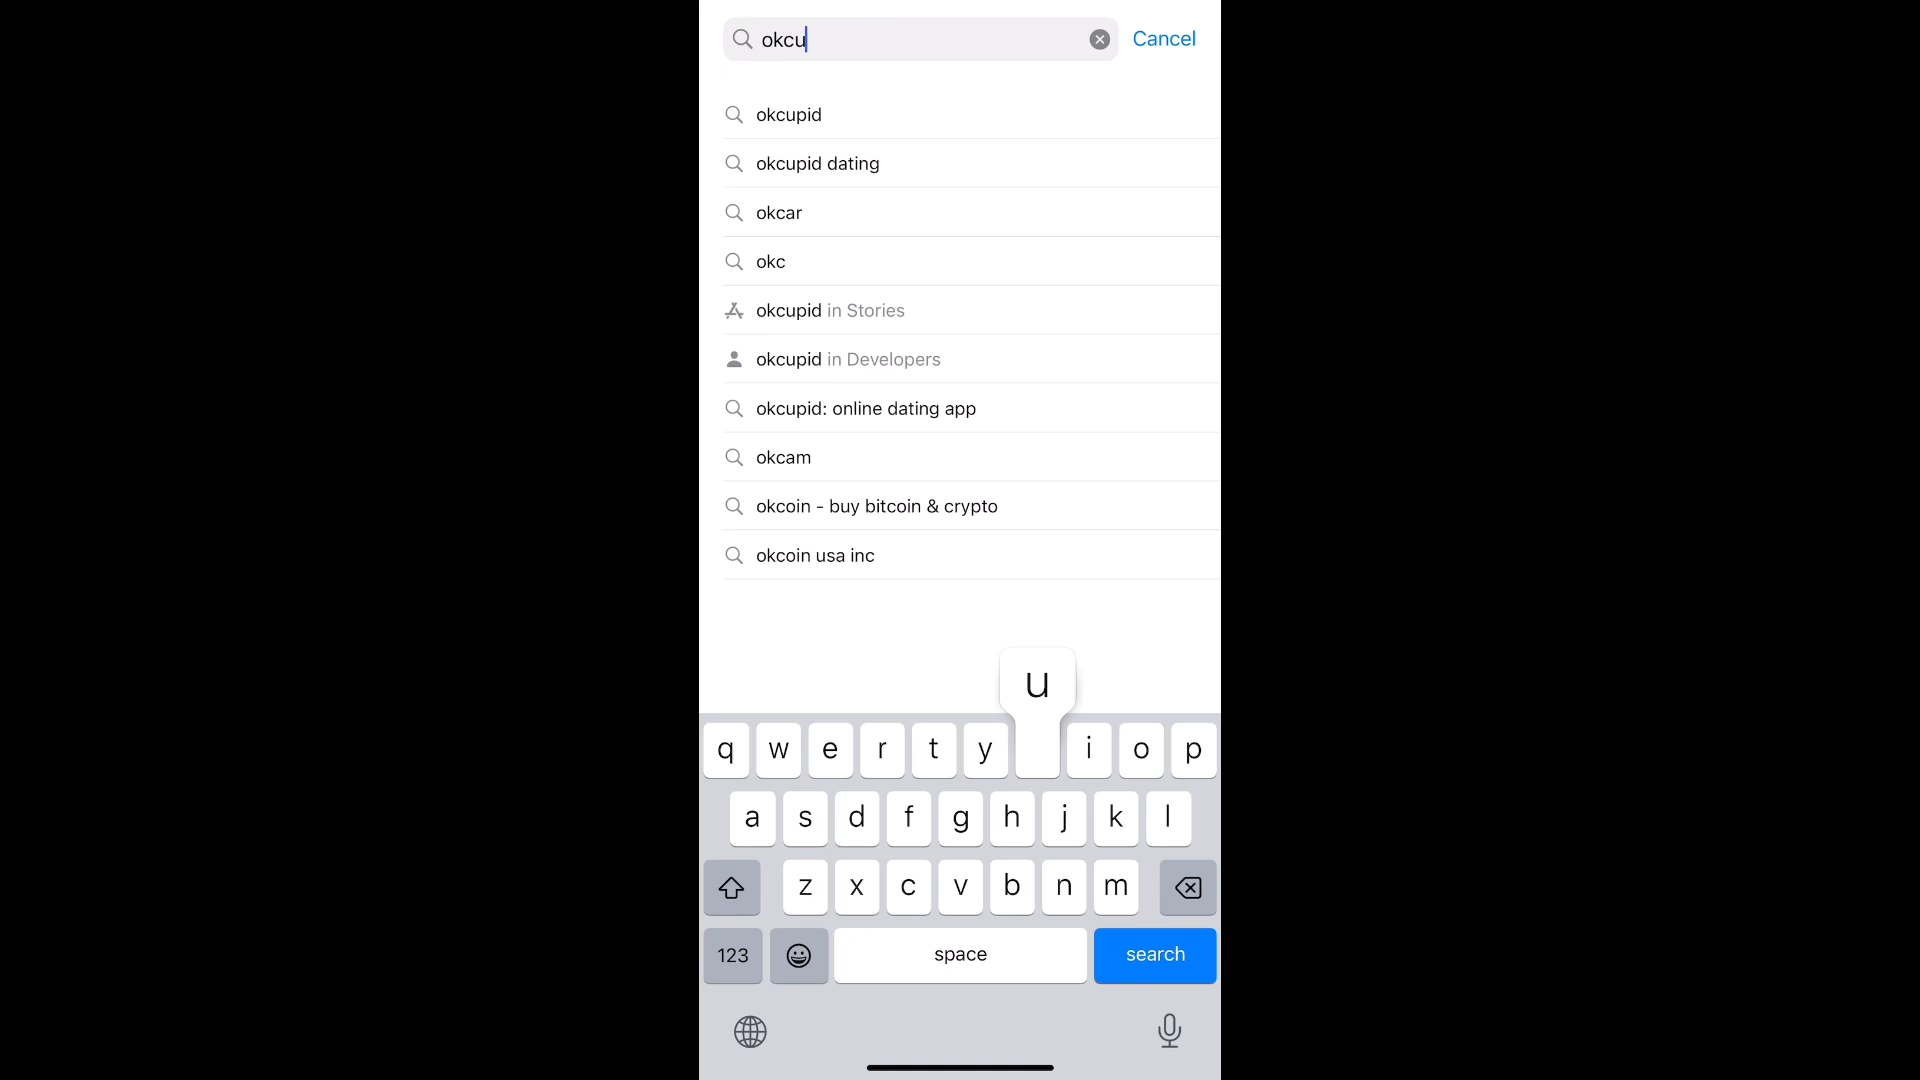 okcu Cancel
okcupid
okcupid dating
okcar
okc
okcupid in Stories
okcupid in Developers
okcupid: online dating app
okcam
okcoin - buy bitcoin & crypto
okcoin usa inc
u
q w e r t y i o p
a s d f g h j k l
z x c v b n m
123 space search